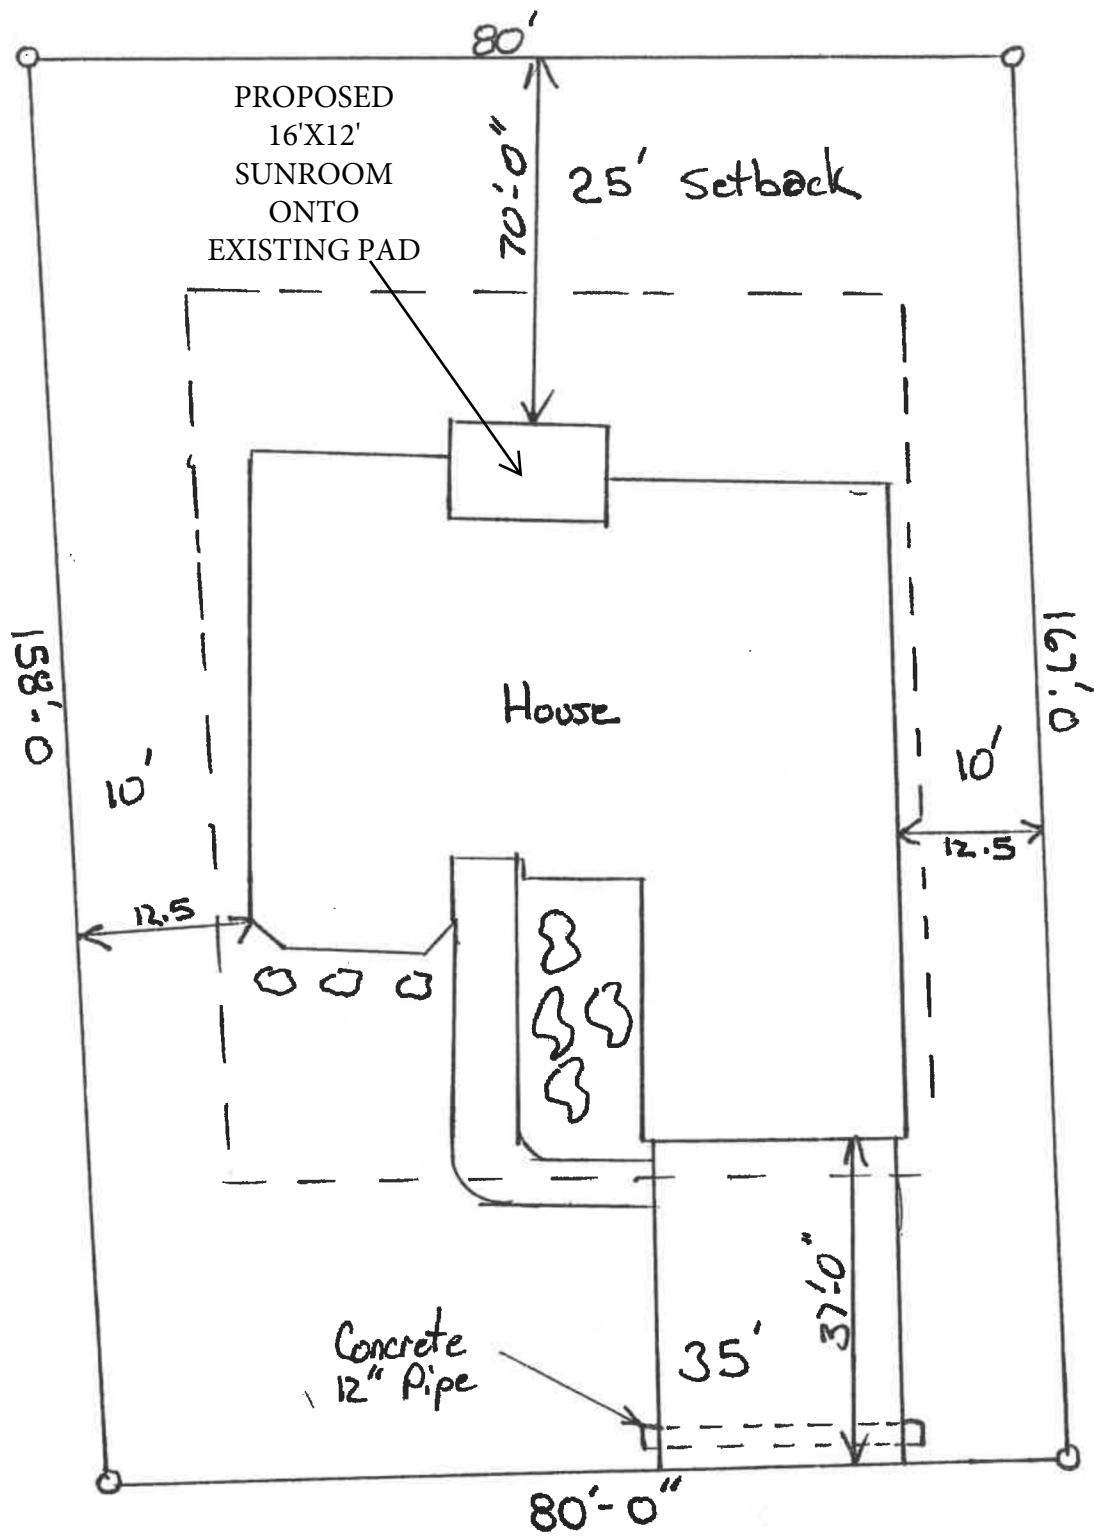 80'
PROPOSED
16'X12'
SUNROOM
ONTO
EXISTING PAD
70'-0"
25' Setback
158'-0
167'.0
House
10'
10'
12.5
12.5
37'-0"
Concrete
12" Pipe
35'
80'-0"